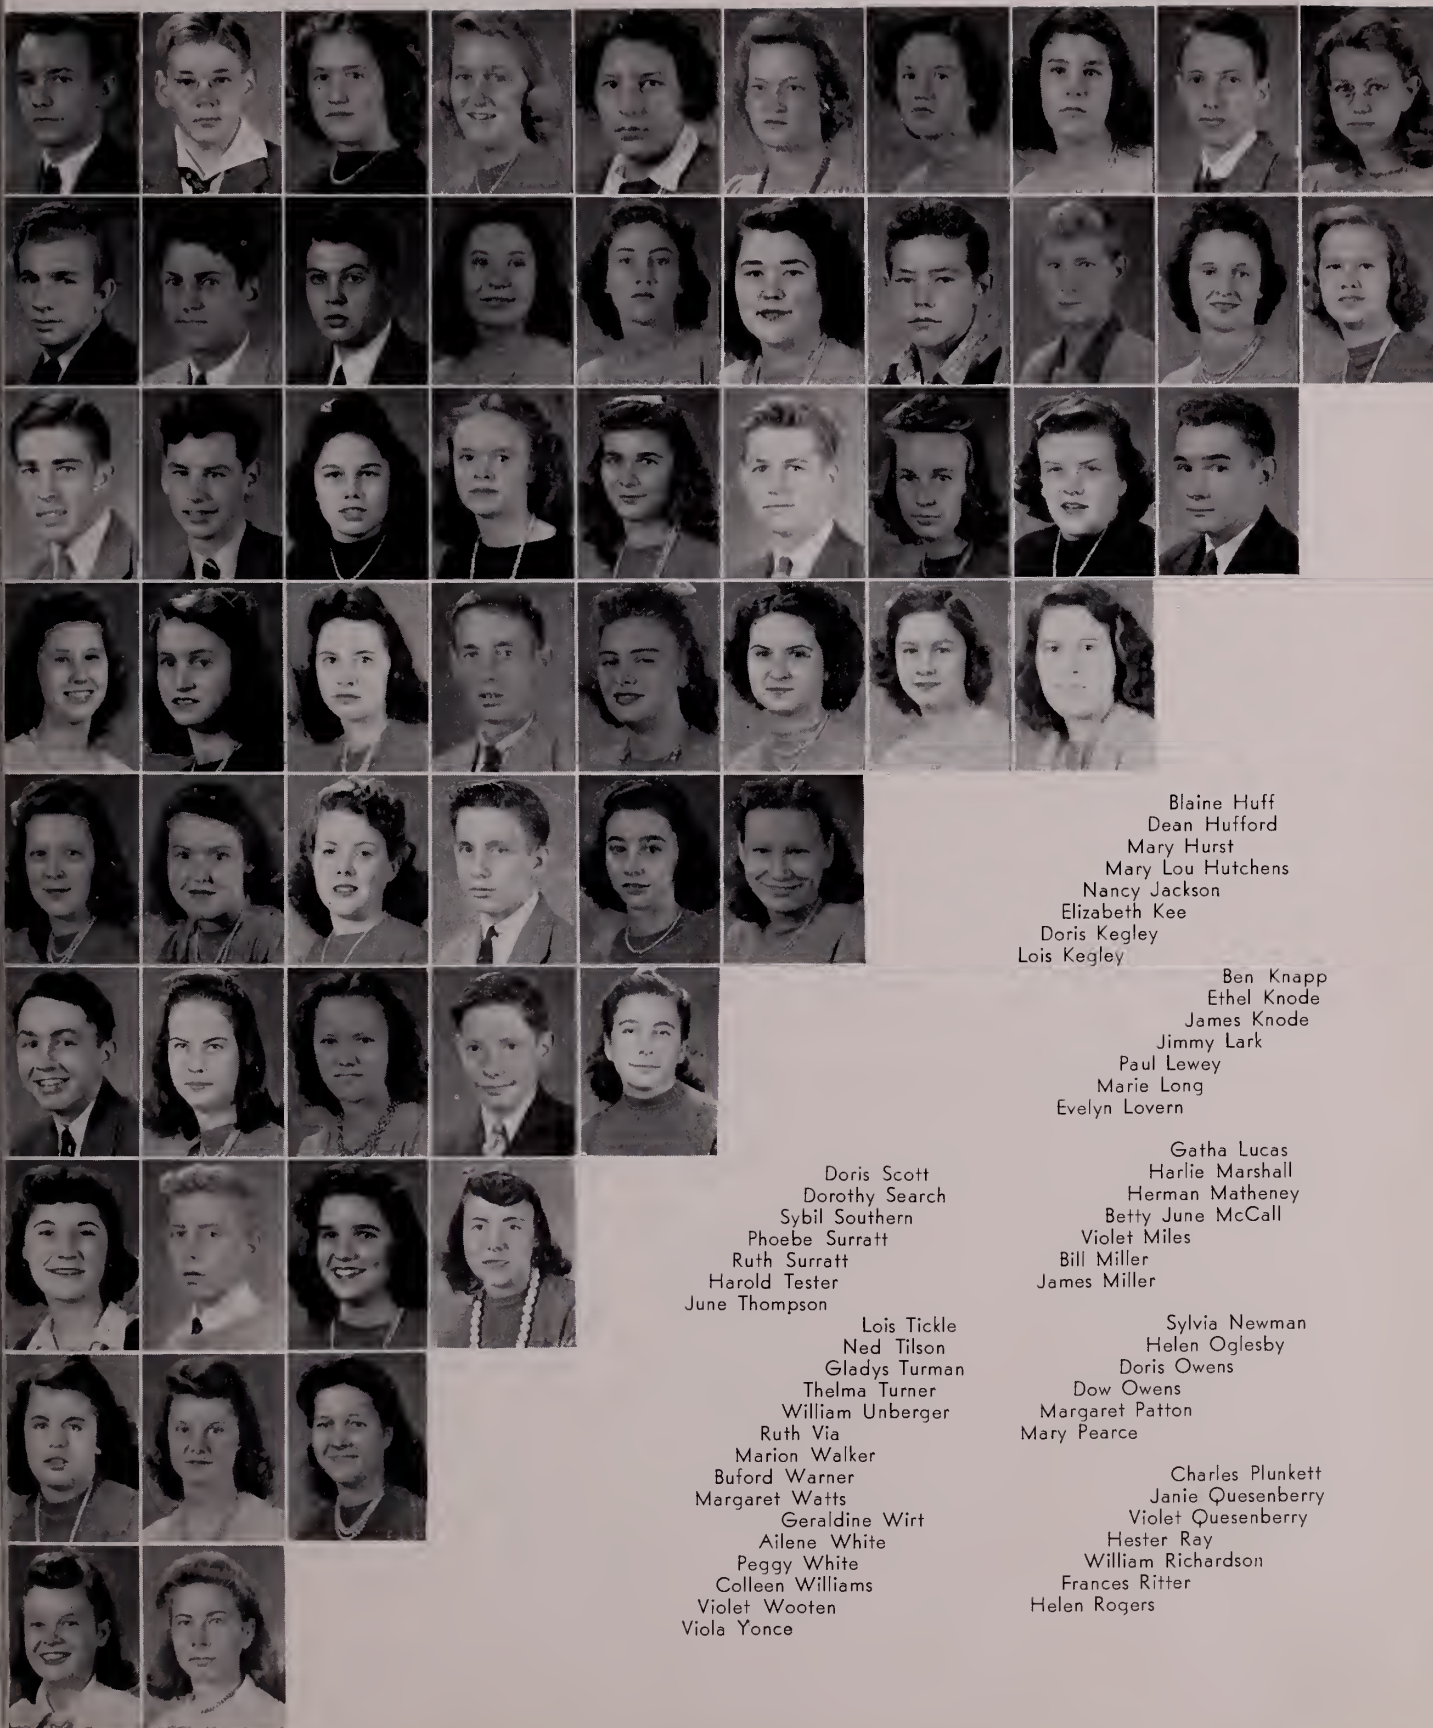 Blaine Huff
Dean Hufford
Mary Hurst
Mary Lou Hutchens
Nancy Jackson
Elizabeth Kee
Doris Kegley
Lois Kegley
Ben Knapp
Ethel Knode
James Knode
Jimmy Lark
Paul Lewey
Marie Long
Evelyn Lovern
Gatha Lucas
Harlie Marshall
Herman Matheney
Betty June McCall
Violet Miles
Bill Miller
James Miller
Sylvia Newman
Helen Oglesby
Doris Owens
Dow Owens
Margaret Patton
Mary Pearce
Charles Plunkett
Janie Quesenberry
Violet Quesenberry
Hester Ray
William Richardson
Frances Ritter
Helen Rogers
Doris Scott
Dorothy Search
Sybil Southern
Phoebe Surratt
Ruth Surratt
Harold Tester
June Thompson
Lois Tickle
Ned Tilson
Gladys Turman
Thelma Turner
William Unberger
Ruth Via
Marion Walker
Buford Warner
Margaret Watts
Geraldine Wirt
Ailene White
Peggy White
Colleen Williams
Violet Wooten
Viola Yonce